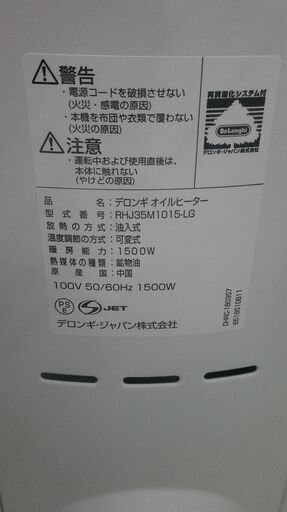 警告
・電源コードを破損させない
(火災・感電の原因)
・本機を布団や衣類で覆わない
(火災の原因)
注意
・運転中および使用直後は、
本体に触れない
(やけどの原因)
再資源化システム付
DeLonghi
デロンギ・ジャパン株式会社
品名：デロンギ オイルヒーター
型式番号：RHJ35M1015-LG
放熱の方式：油入式
温度調節の方式：可変式
暖房能力：1500W
熱媒体の種類：鉱物油
原産国：中国
100V 50/60Hz 1500W
PSE
JET
デロンギ・ジャパン株式会社
DHRC-180357
6518510811